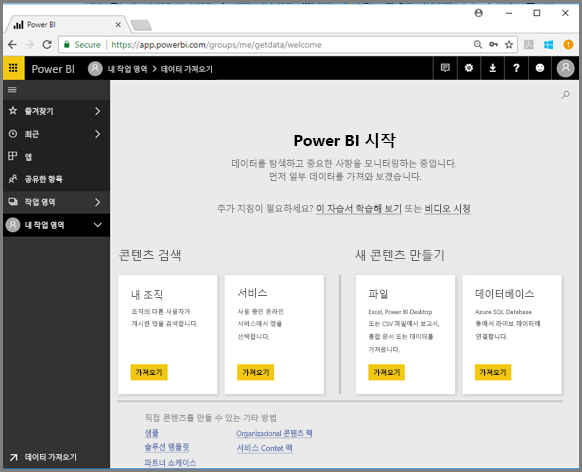 Power BI
Secure
https://app.powerbi.com/groups/me/getdata/welcome
Power BI
내 작업 영역 > 데이터 가져오기
즐겨찾기
최근
앱
공유한 항목
작업 영역
내 작업 영역
Power BI 시작
데이터를 탐색하고 중요한 사항을 모니터링하는 중입니다.
먼저 일부 데이터를 가져와 보겠습니다.
추가 지침이 필요하세요? 이 자습서 학습해 보기 또는 비디오 시청
콘텐츠 검색
내 조직
조직의 다른 사용자가
게시한 앱을 검색합니다.
가져오기
서비스
사용 중인 온라인
서비스에서 앱을
선택합니다.
가져오기
새 콘텐츠 만들기
파일
Excel, Power BI Desktop
또는 CSV 파일에서 보고서,
통합 문서 또는 데이터를
가져옵니다.
가져오기
데이터베이스
Azure SQL Database
등에서 라이브 데이터에
연결합니다.
가져오기
직접 콘텐츠를 만들 수 있는 기타 방법
샘플
Organizadonal 콘텐츠 팩
솔루션 템플릿
서비스 Contet 팩
파트너 쇼케이스
데이터 가져오기